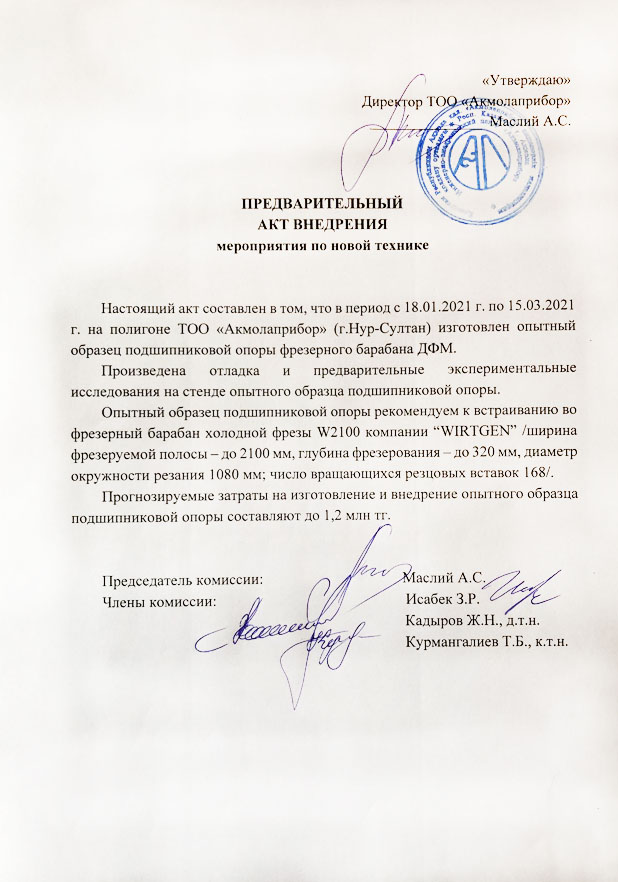 «Утверждаю»
Директор ТОО «Акмолаприбор»
Маслий А.С.
ПРЕДВАРИТЕЛЬНЫЙ
АКТ ВНЕДРЕНИЯ
мероприятия по новой технике
Настоящий акт составлен в том, что в период с 18.01.2021 г. по 15.03.2021
г. на полигоне ТОО «Акмолаприбор» (г.Нур-Султан) изготовлен опытный
образец подшипниковой опоры фрезерного барабана ДФМ.
Произведена отладка и предварительные экспериментальные
исследования на стенде опытного образца подшипниковой опоры.
Опытный образец подшипниковой опоры рекомендуем к встраиванию во
фрезерный барабан холодной фрезы W2100 компании “WIRTGEN” /ширина
фрезеруемой полосы – до 2100 мм, глубина фрезерования – до 320 мм, диаметр
окружности резания 1080 мм; число вращающихся резцовых вставок 168/.
Прогнозируемые затраты на изготовление и внедрение опытного образца
подшипниковой опоры составляют до 1,2 млн тг.
Председатель комиссии: Маслий А.С.
Члены комиссии: Исабек З.Р.
Кадыров Ж.Н., д.т.н.
Курмангалиев Т.Б., к.т.н.